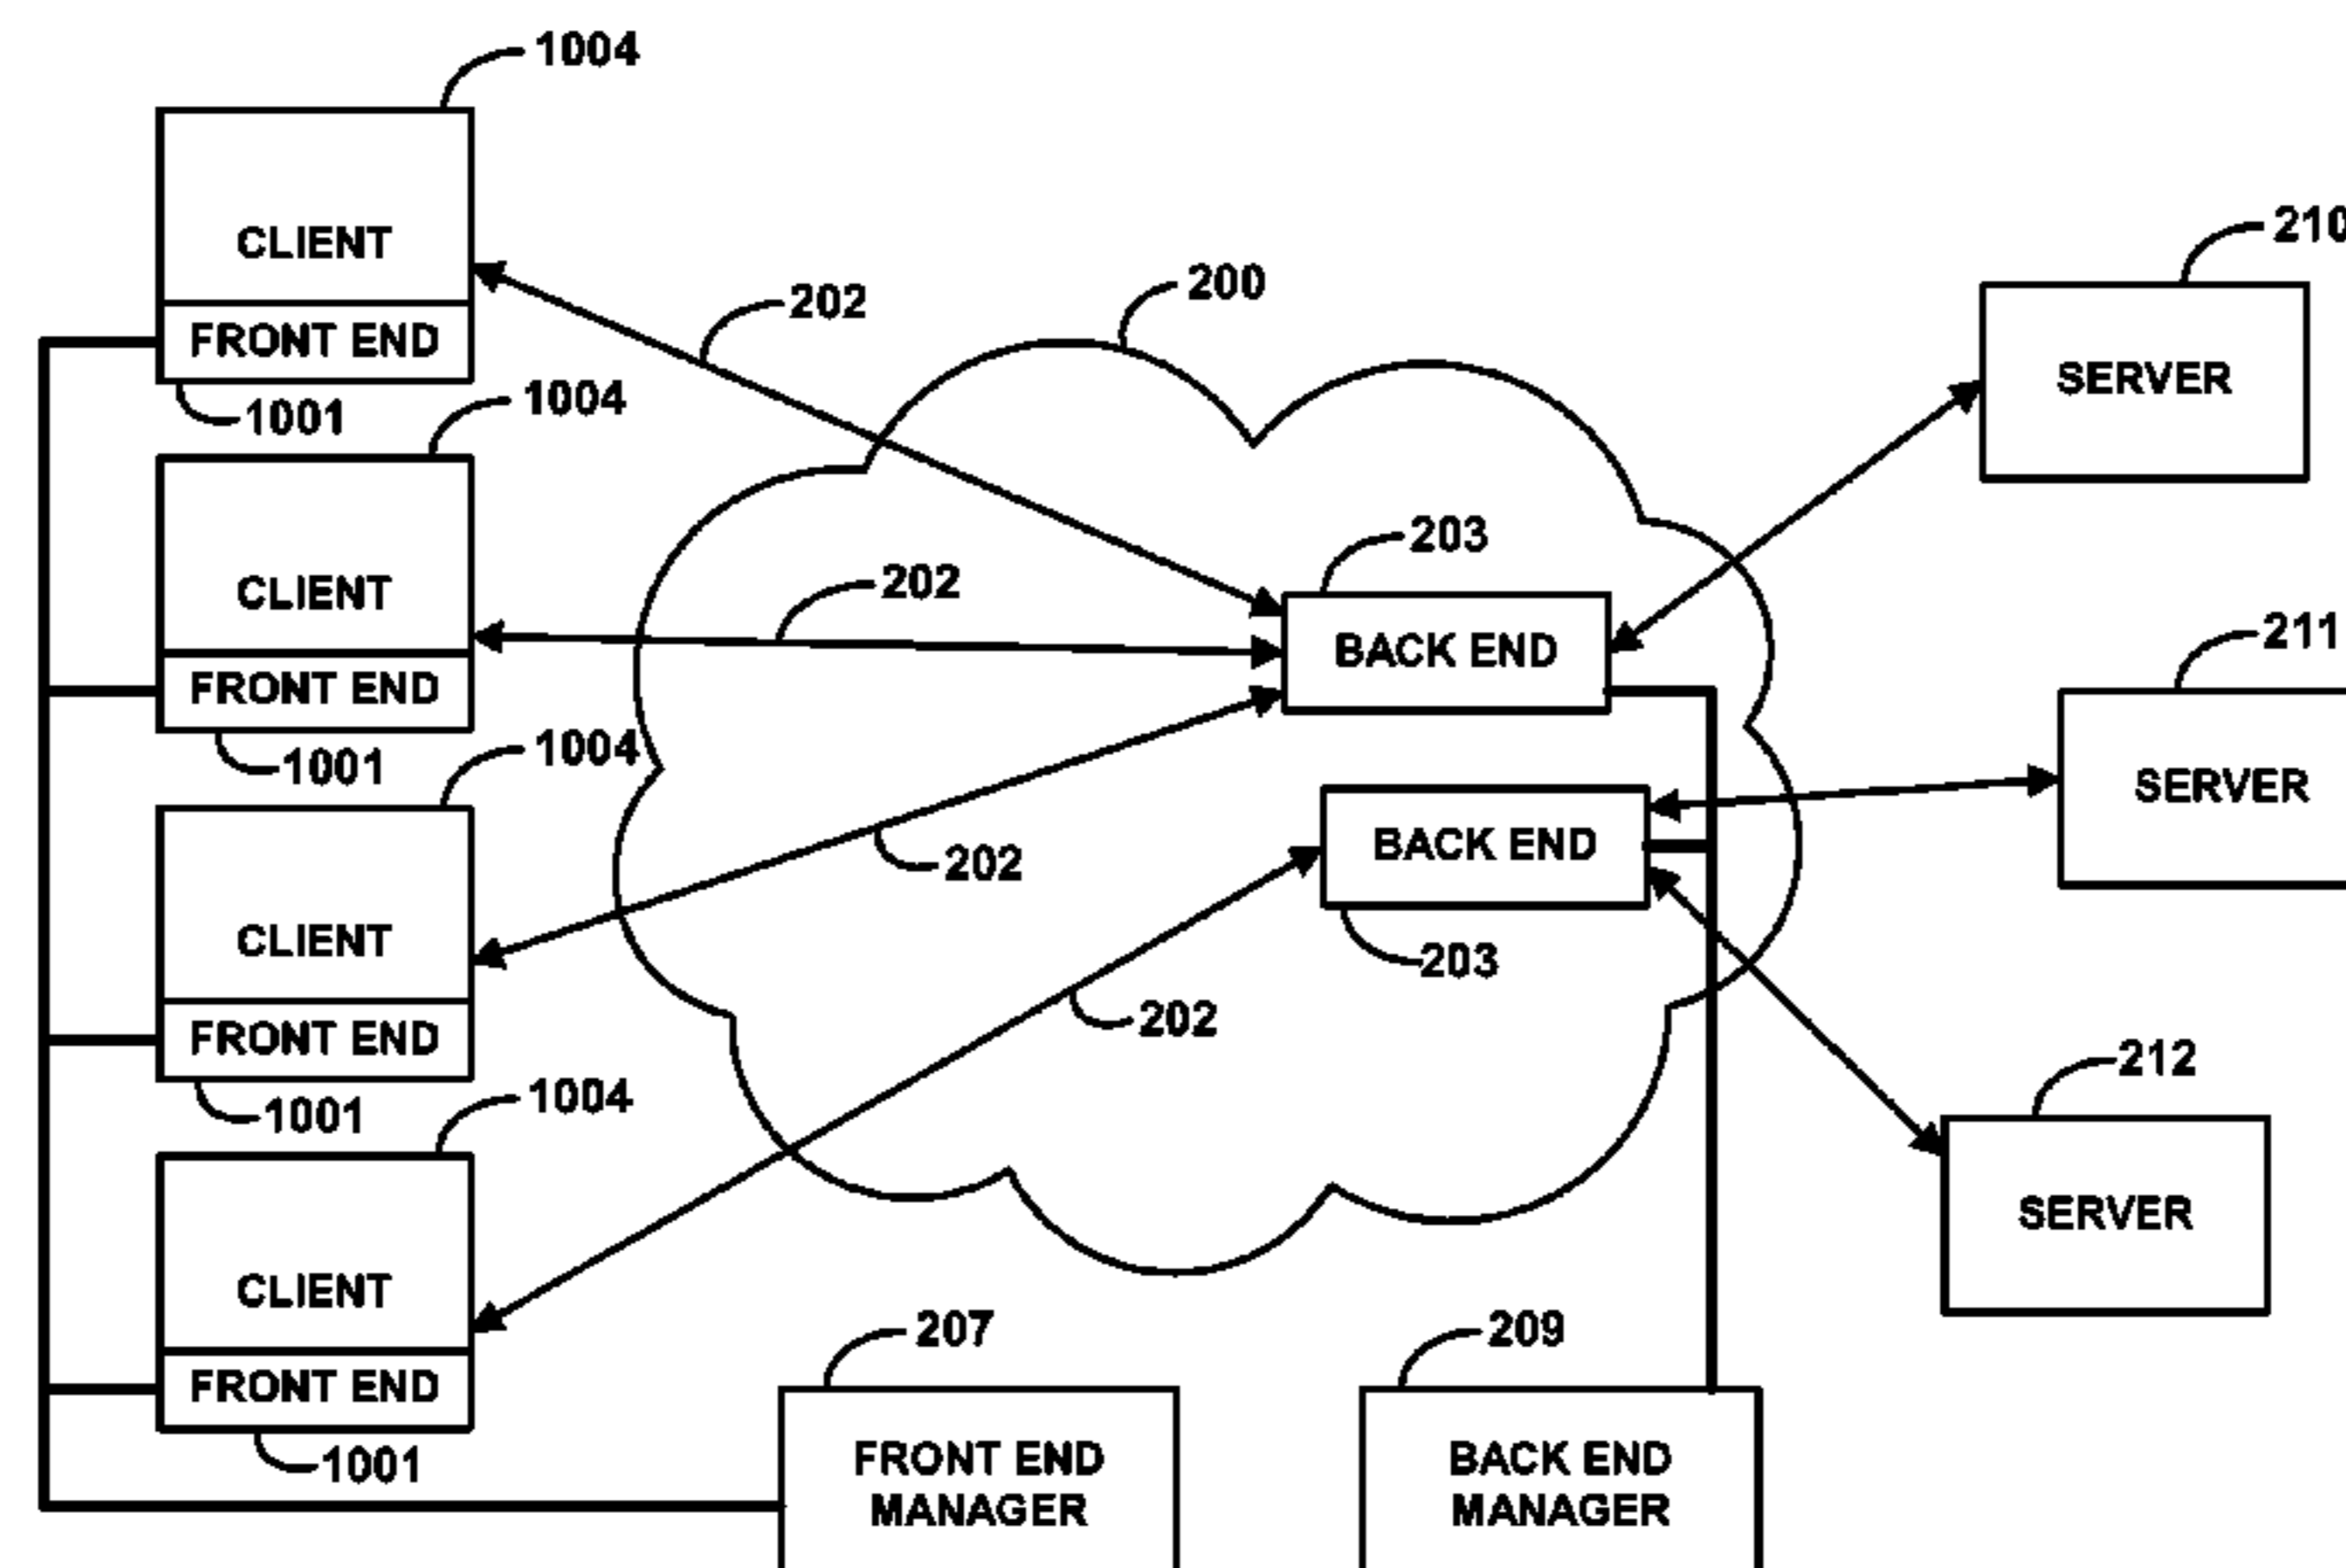 1004
CLIENT
FRONT END
1001
1004
CLIENT
FRONT END
1001
1004
CLIENT
FRONT END
1001
1004
CLIENT
FRONT END
1001
202
202
202
202
200
203
BACK END
BACK END
203
210
SERVER
211
SERVER
212
SERVER
207
FRONT END
MANAGER
209
BACK END
MANAGER